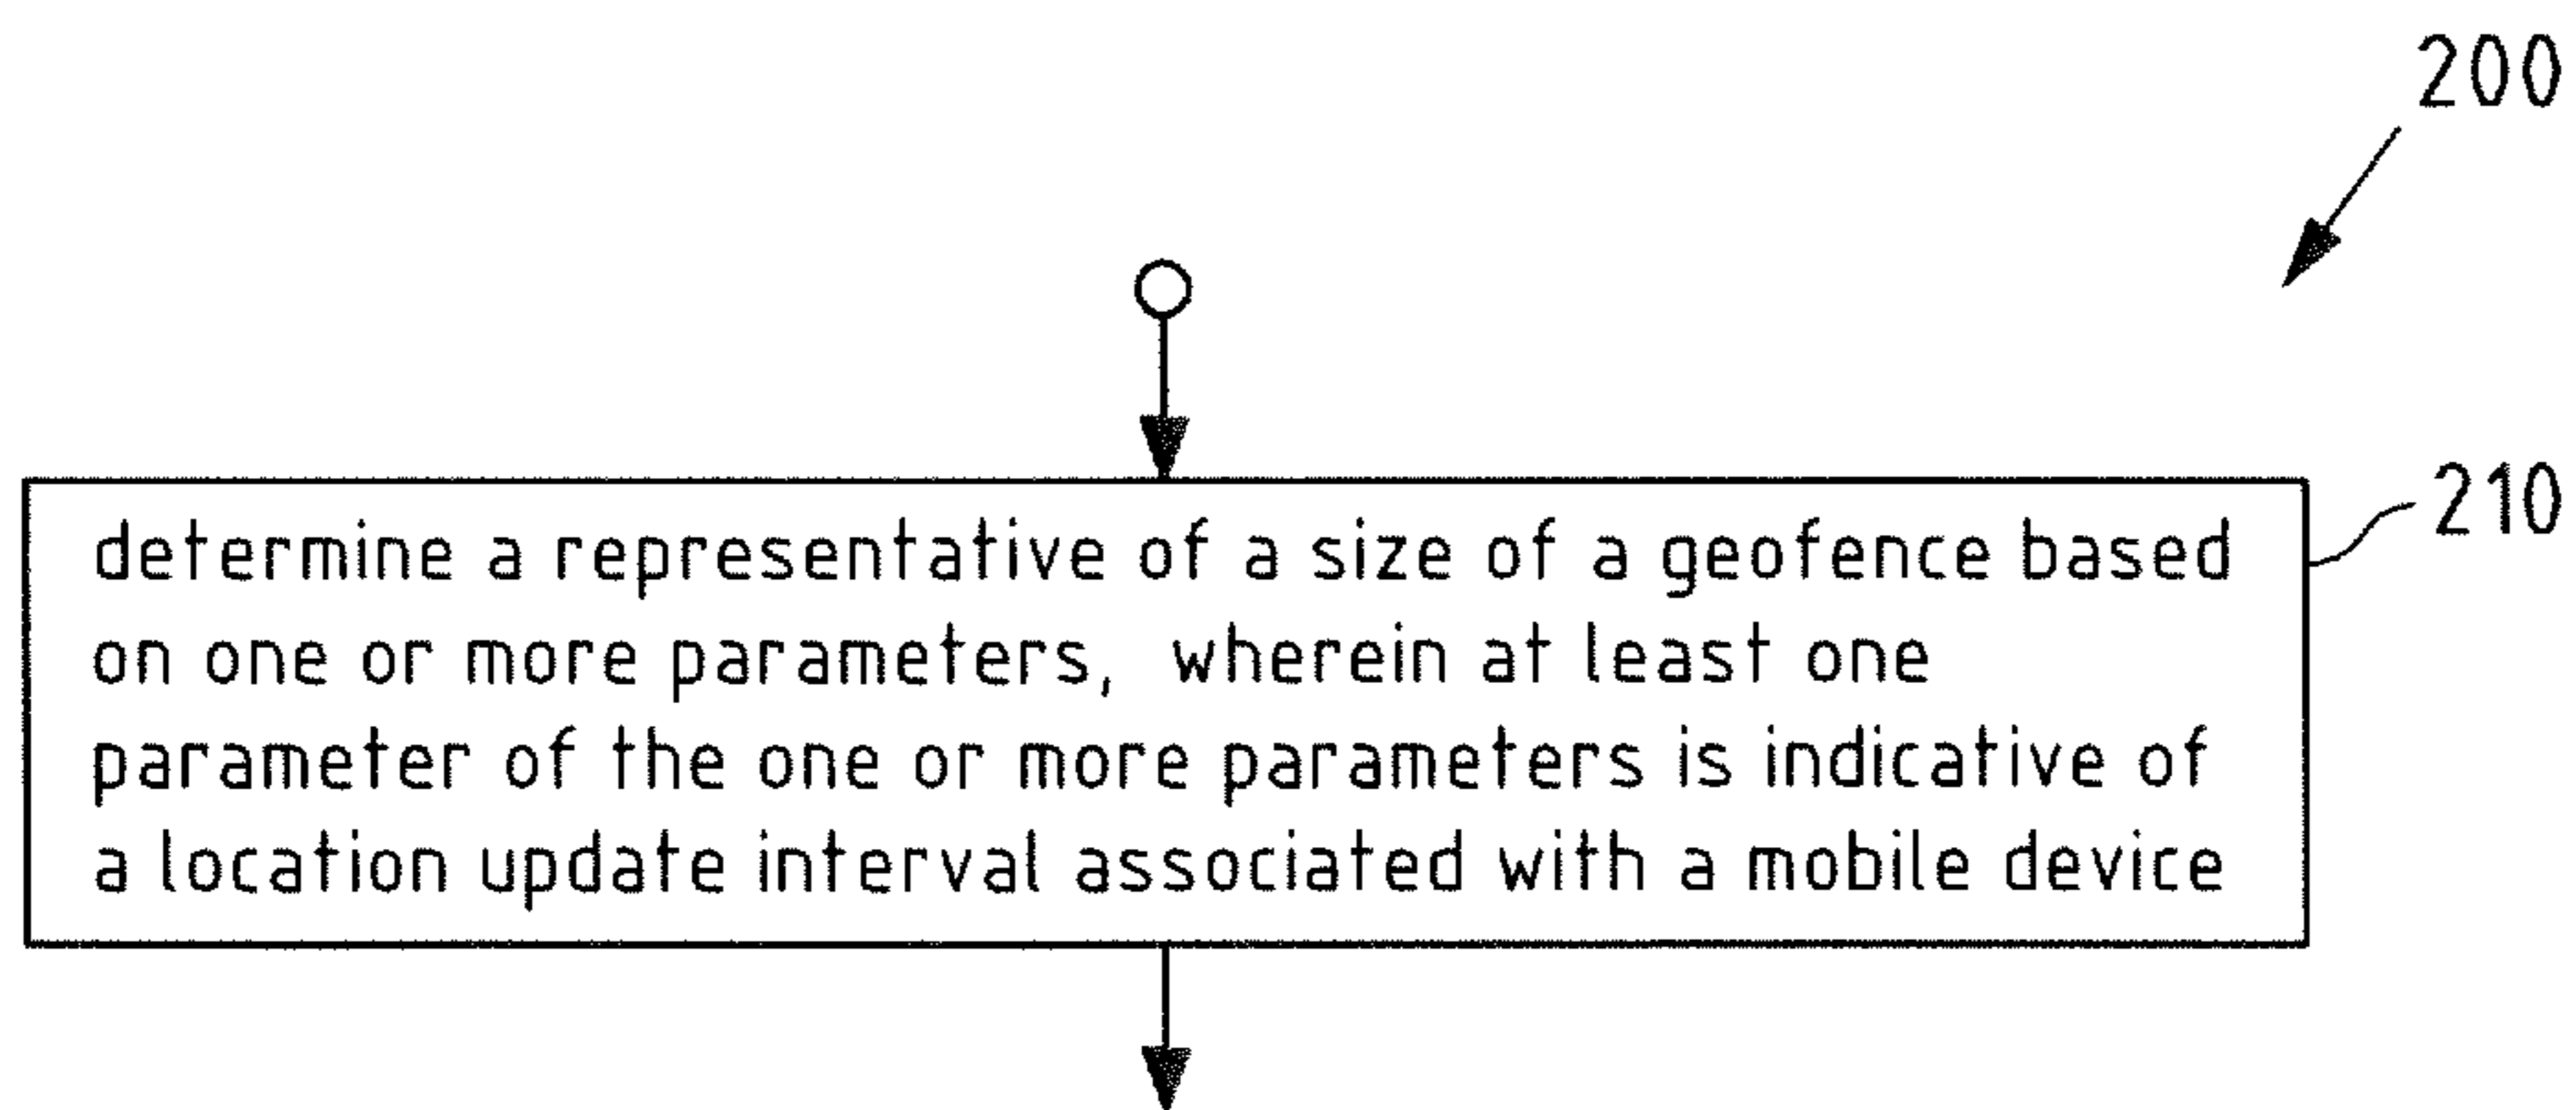 200
210
determine a representative of a size of a geofence based
on one or more parameters, wherein at least one
parameter of the one or more parameters is indicative of
a location update interval associated with a mobile device